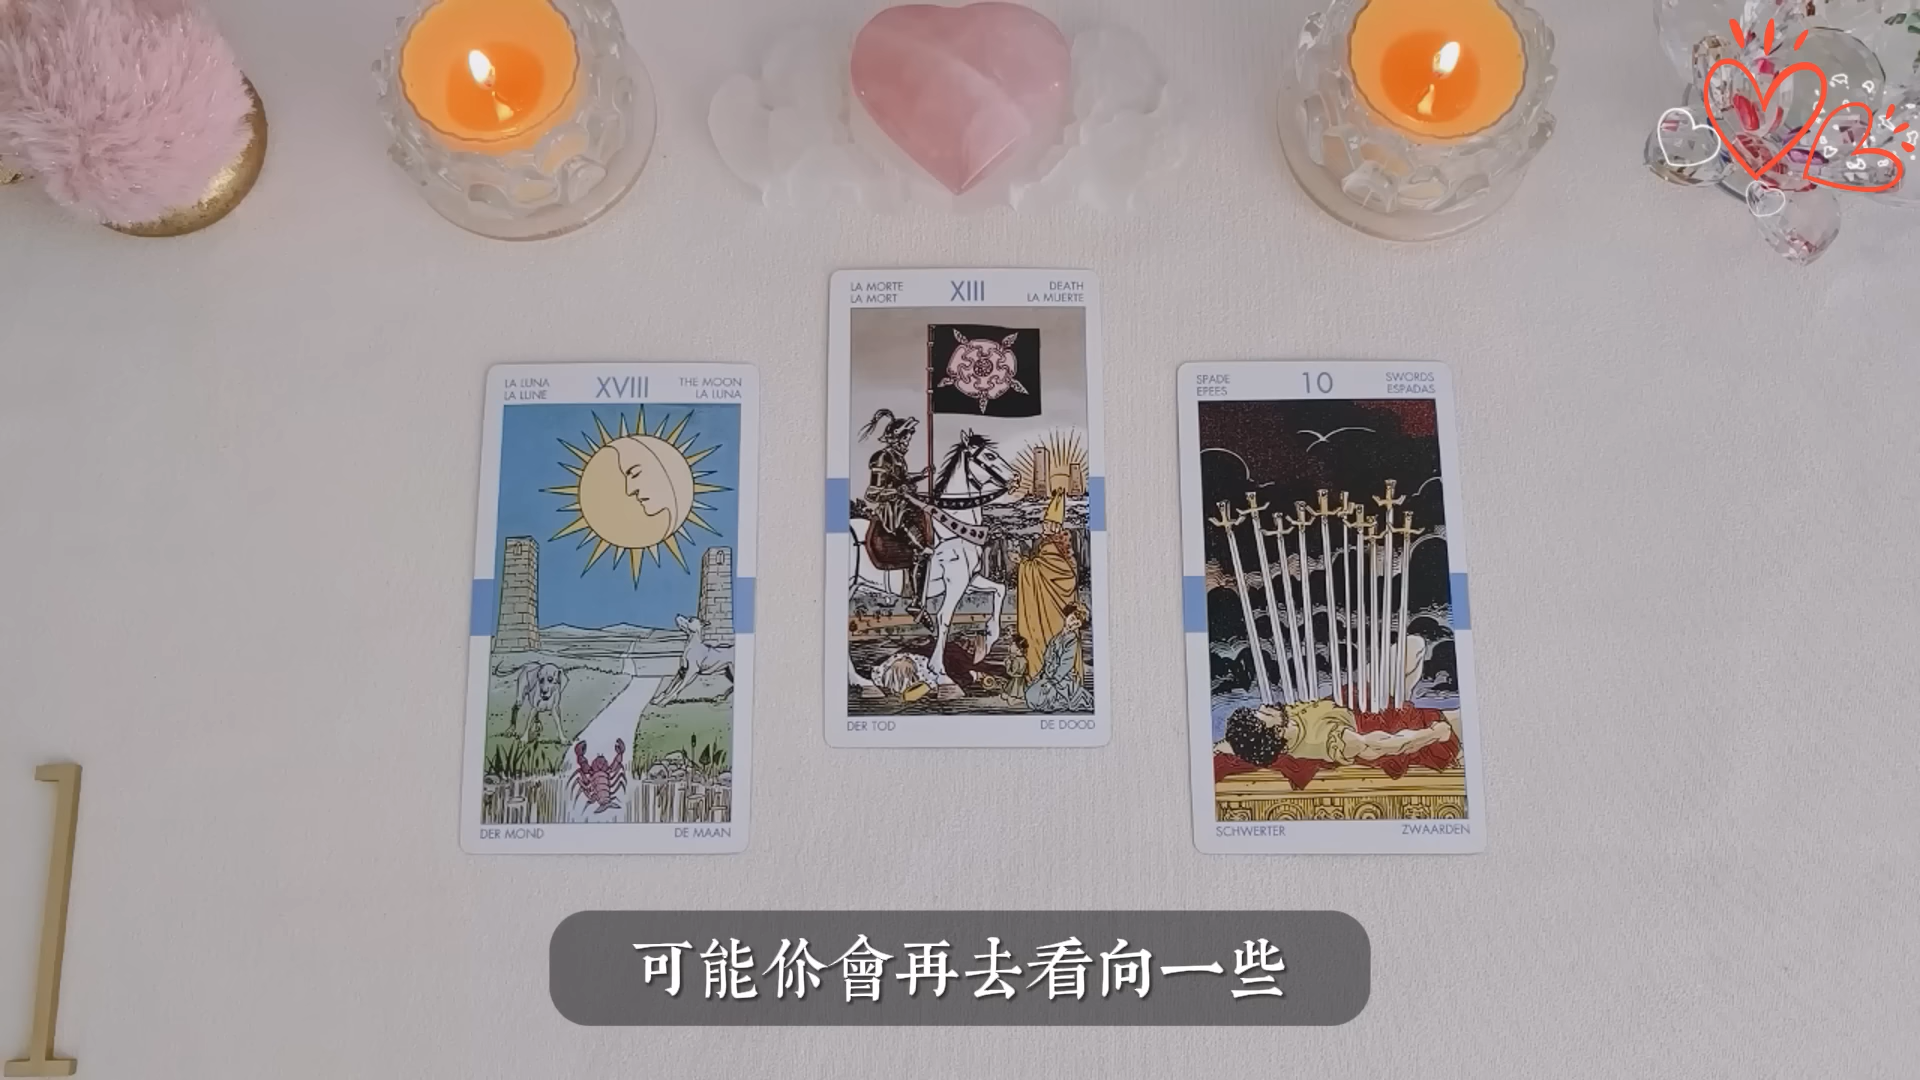 LA MORTE
LA MORT
XIII
DEATH
LA MUERTE
DER TOD
DE DOOD
LA LUNA
LA LUNE
XVIII
THE MOON
LA LUNA
DER MOND
DE MAAN
SPADE
EPEES
10
SWORDS
ESPADAS
SCHWERTER
ZWAARDEN
1
可能你會再去看向一些